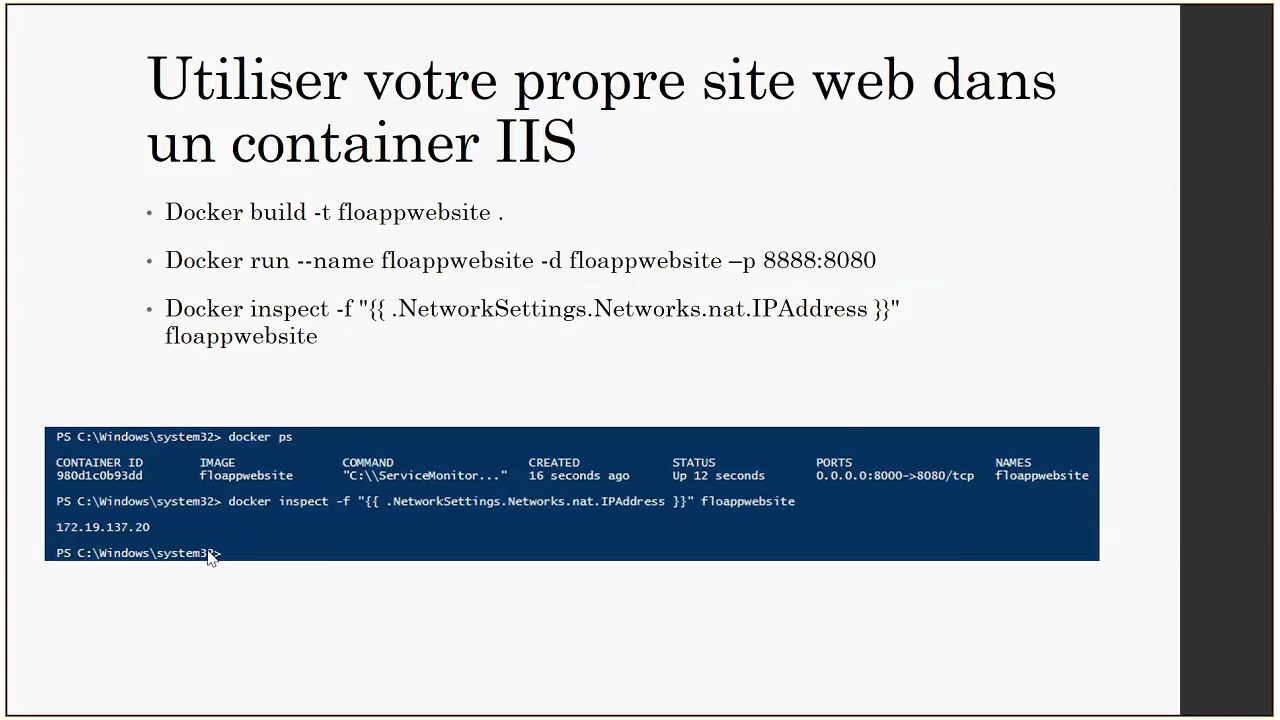 Utiliser votre propre site web dans
un container IIS
• Docker build -t floappwebsite .
• Docker run --name floappwebsite -d floappwebsite –p 8888:8080
• Docker inspect -f "{{ .NetworkSettings.Networks.nat.IPAddress }}"
floappwebsite
PS C:\Windows\system32> docker ps
CONTAINER ID IMAGE COMMAND CREATED STATUS PORTS NAMES
980d1c0b93dd floappwebsite "C:\\ServiceMonitor..." 16 seconds ago Up 12 seconds 0.0.0.0:8000->8080/tcp floappwebsite
PS C:\Windows\system32> docker inspect -f "{{ .NetworkSettings.Networks.nat.IPAddress }}" floappwebsite
172.19.137.20
PS C:\Windows\system32>